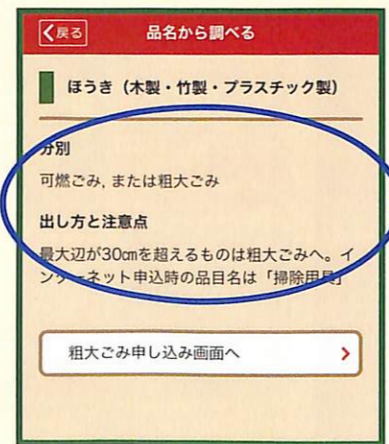 戻る 品名から調べる
ほうき（木製・竹製・プラスチック製）
分別
可燃ごみ, または粗大ごみ
出し方と注意点
最大辺が30㎝を超えるものは粗大ごみへ。イ
ンターネット申込時の品目名は「掃除用具」
粗大ごみ申し込み画面へ